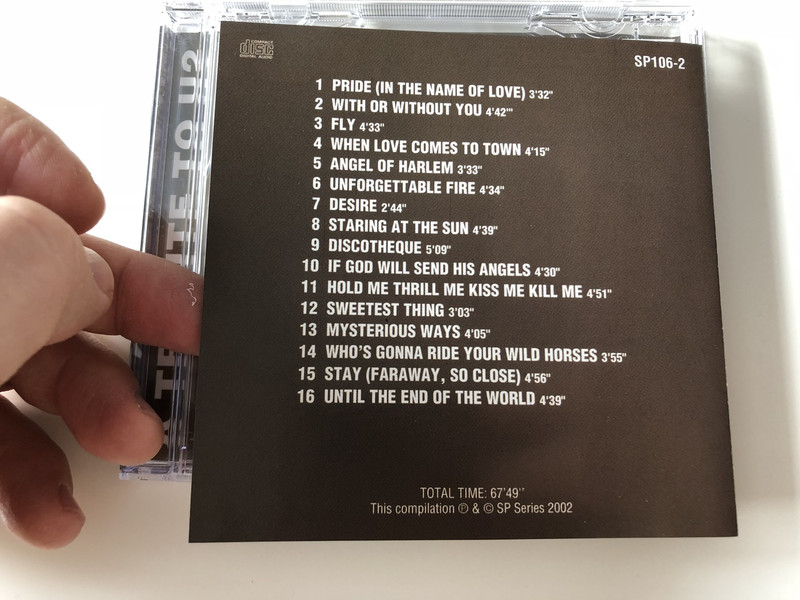 COMPACT
disc
DIGITAL AUDIO
SP106-2
1 PRIDE (IN THE NAME OF LOVE) 3'32"
2 WITH OR WITHOUT YOU 4'42'"
3 FLY 4'33"
4 WHEN LOVE COMES TO TOWN 4'15"
5 ANGEL OF HARLEM 3'33"
6 UNFORGETTABLE FIRE 4'34"
7 DESIRE 2'44"
8 STARING AT THE SUN 4'39"
9 DISCOTHEQUE 5'09"
10 IF GOD WILL SEND HIS ANGELS 4'30"
11 HOLD ME THRILL ME KISS ME KILL ME 4'51"
12 SWEETEST THING 3'03"
13 MYSTERIOUS WAYS 4'05"
14 WHO'S GONNA RIDE YOUR WILD HORSES 3'55"
15 STAY (FARAWAY, SO CLOSE) 4'56"
16 UNTIL THE END OF THE WORLD 4'39"
TOTAL TIME: 67'49''
This compilation ℗ & © SP Series 2002
TO U2